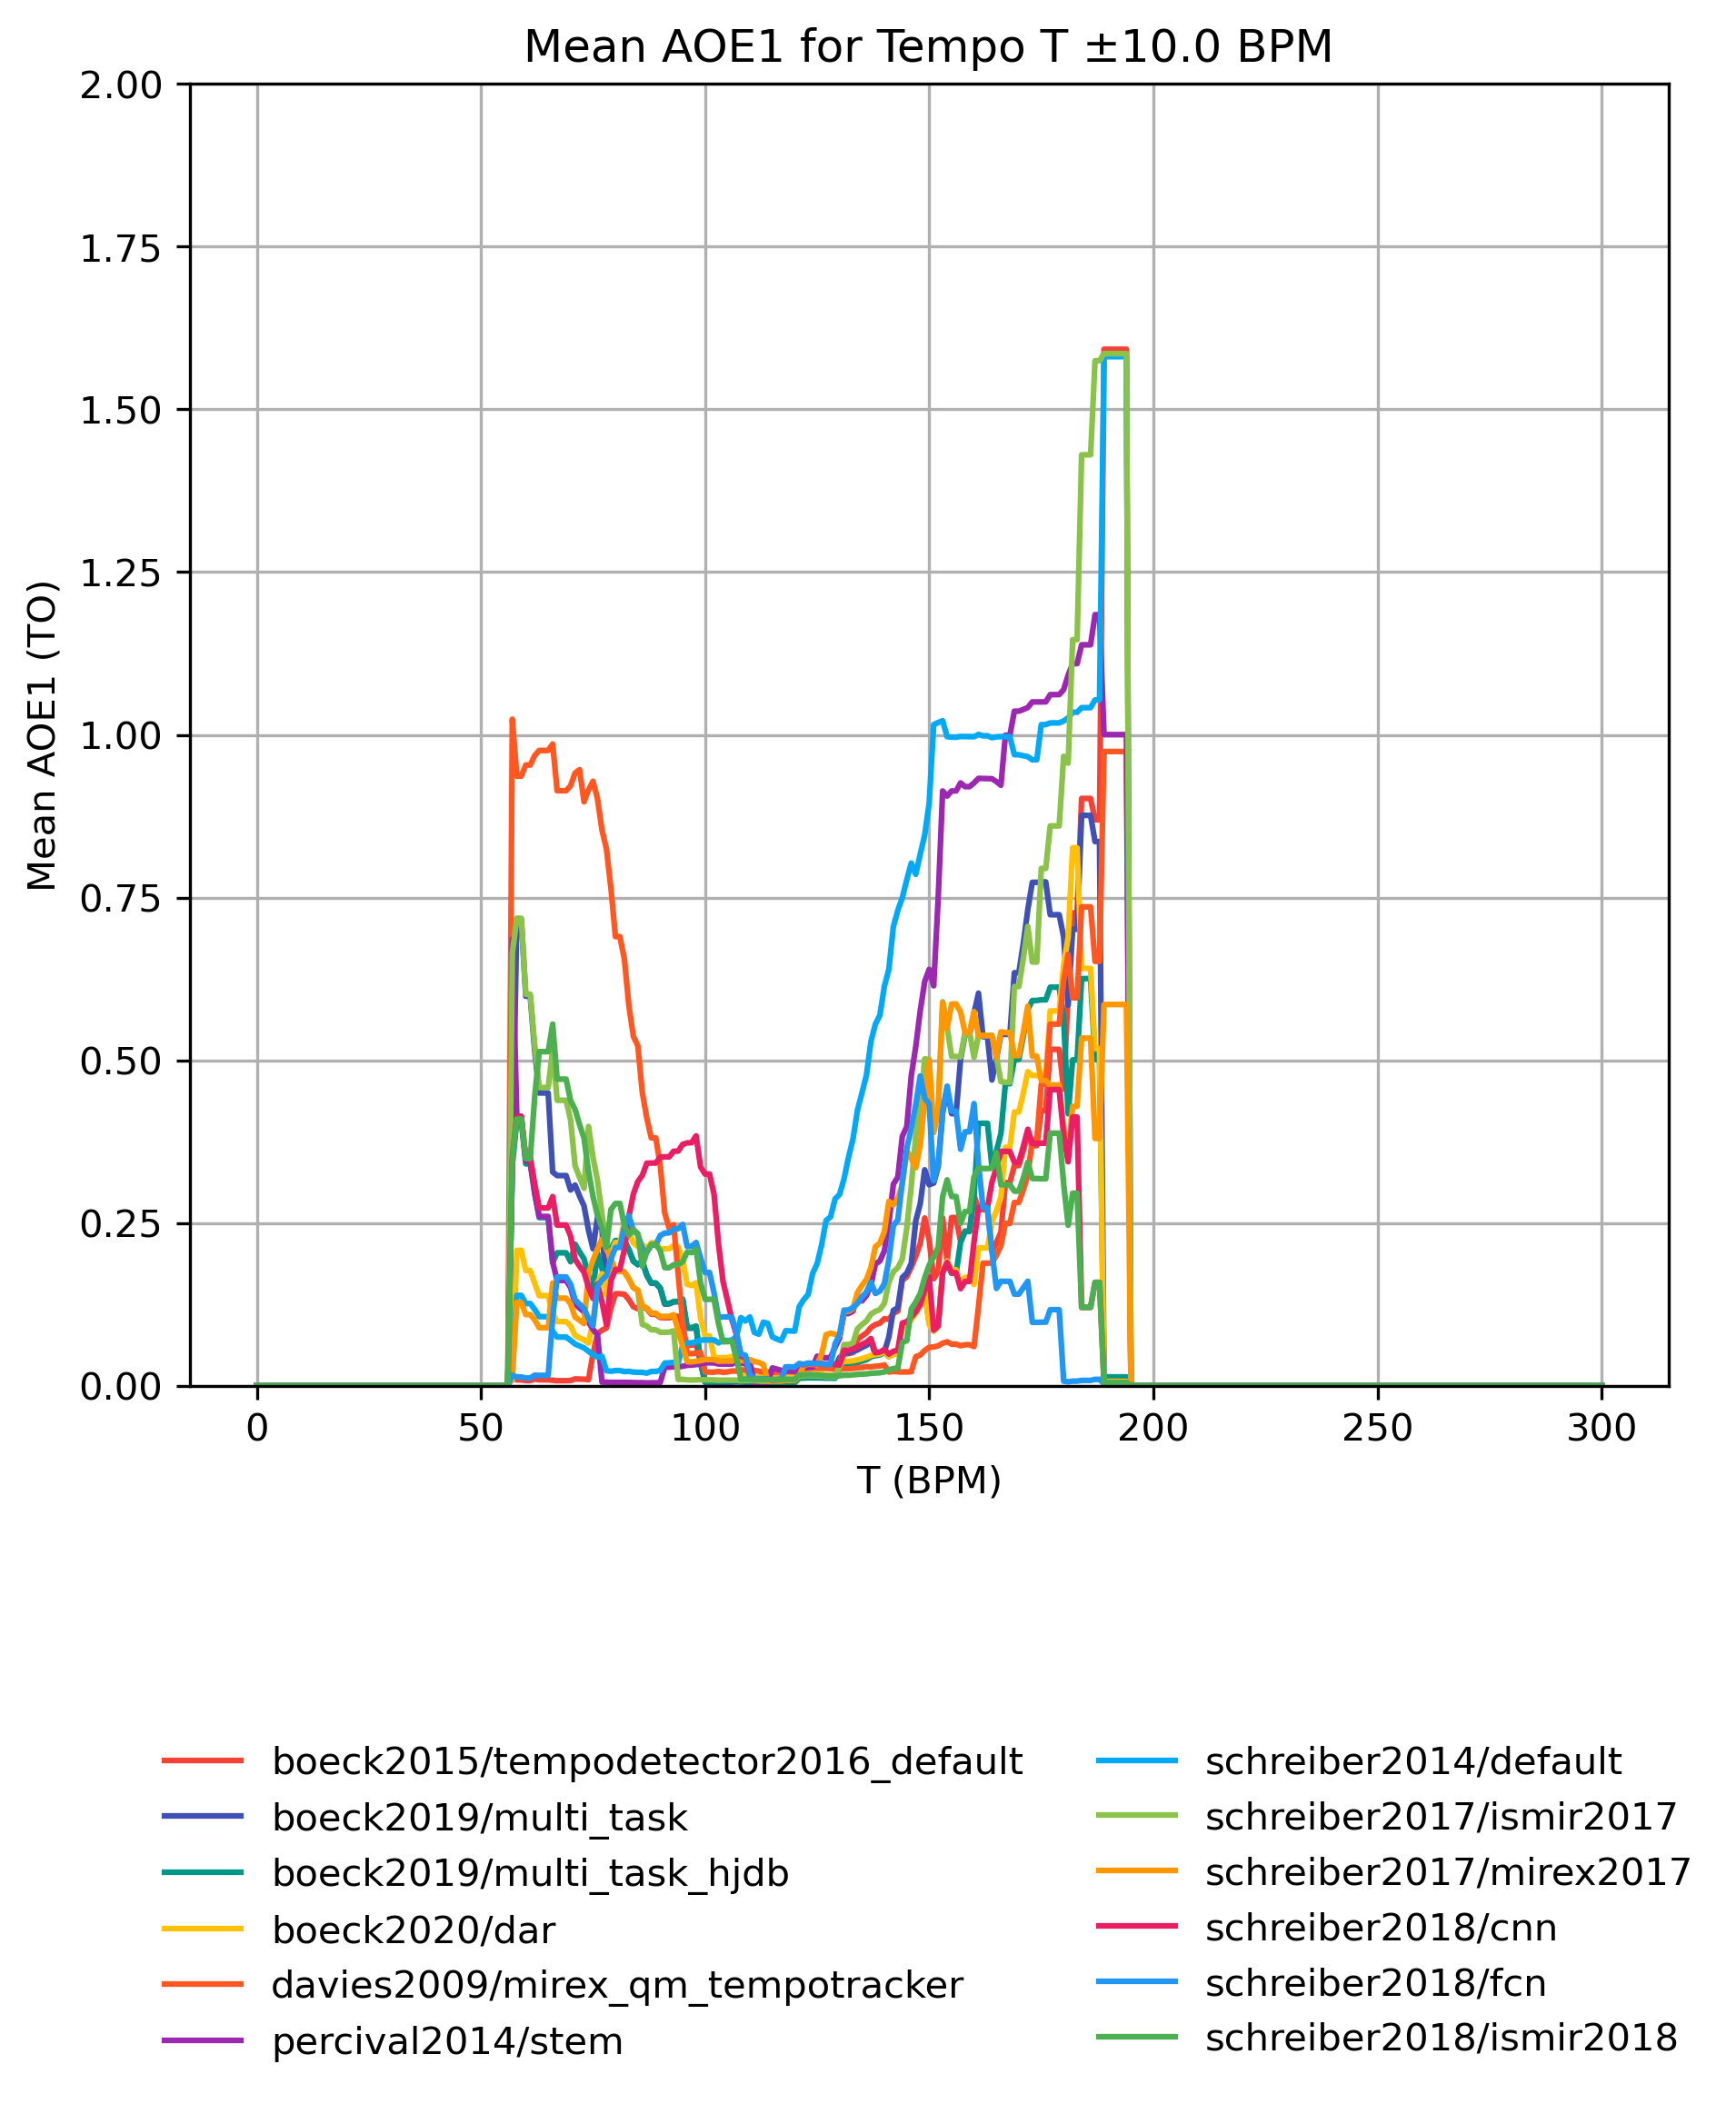 Mean AOE1 for Tempo T ±10.0 BPM
2.00
1.75
1.50
1.25
1.00
0.75
0.50
0.25
0.00
Mean AOE1 (TO)
0 50 100 150 200 250 300
T (BPM)
boeck2015/tempodetector2016_default
boeck2019/multi_task
boeck2019/multi_task_hjdb
boeck2020/dar
davies2009/mirex_qm_tempotracker
percival2014/stem
schreiber2014/default
schreiber2017/ismir2017
schreiber2017/mirex2017
schreiber2018/cnn
schreiber2018/fcn
schreiber2018/ismir2018